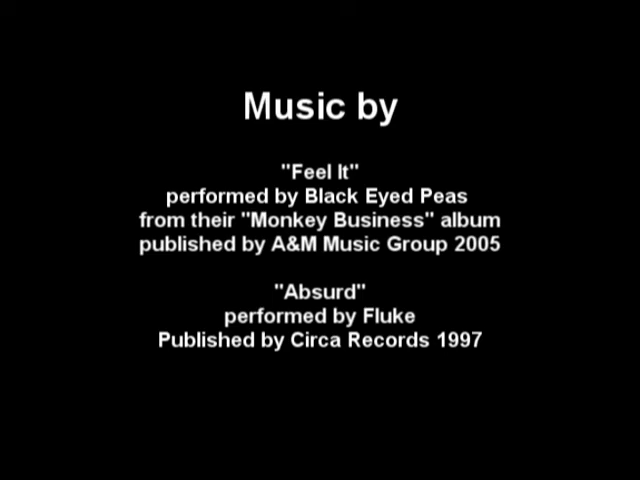 Music by
"Feel It"
performed by Black Eyed Peas
from their "Monkey Business" album
published by A&M Music Group 2005
"Absurd"
performed by Fluke
Published by Circa Records 1997